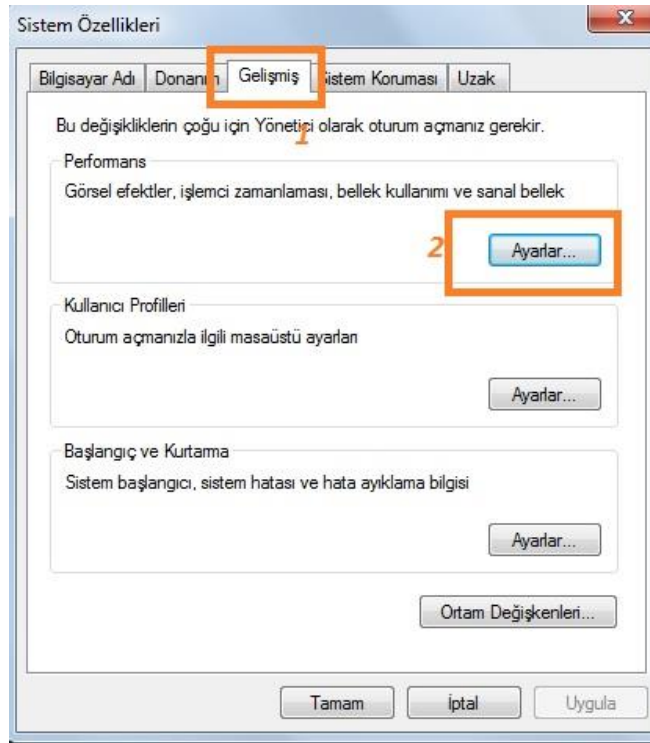 Sistem Özellikleri
Bilgisayar Adı Donanım Gelişmiş Sistem Koruması Uzak
1
Bu değişikliklerin çoğu için Yönetici olarak oturum açmanız gerekir.
Performans
Görsel efektler, işlemci zamanlaması, bellek kullanımı ve sanal bellek
2 Ayarlar...
Kullanıcı Profilleri
Oturum açmanızla ilgili masaüstü ayarları
Ayarlar...
Başlangıç ve Kurtarma
Sistem başlangıcı, sistem hatası ve hata ayıklama bilgisi
Ayarlar...
Ortam Değişkenleri...
Tamam İptal Uygula